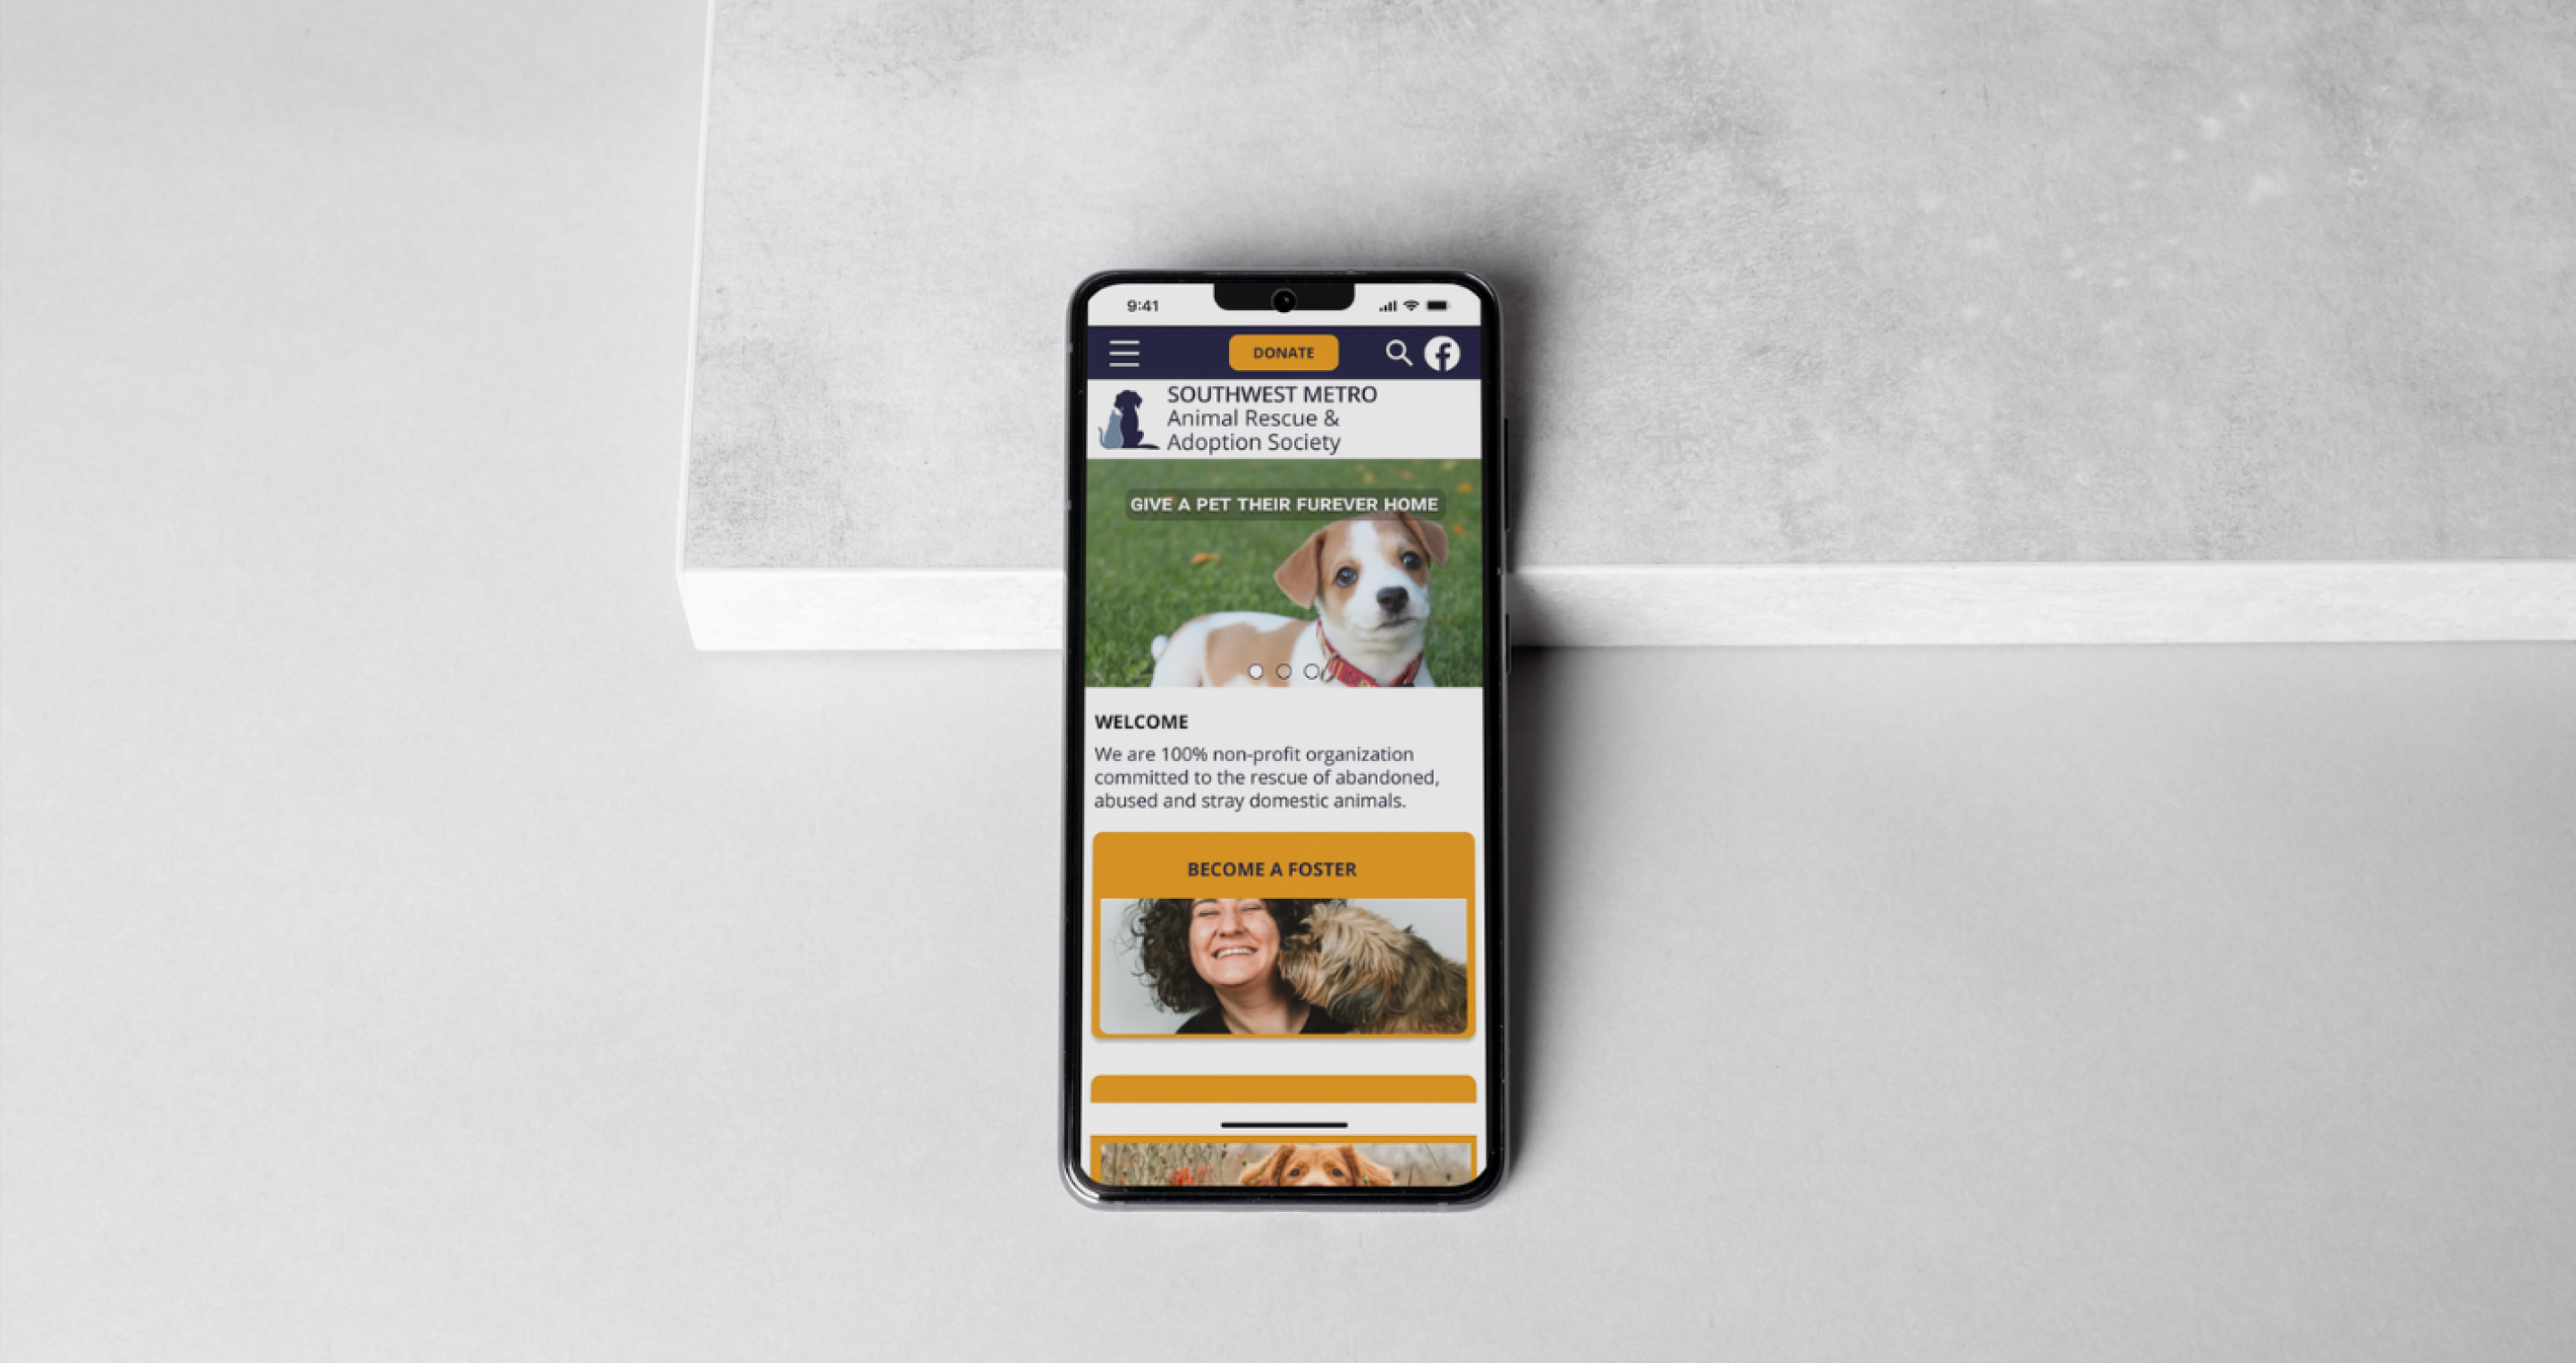 9:41
DONATE
SOUTHWEST METRO
Animal Rescue &
Adoption Society
GIVE A PET THEIR FUREVER HOME
WELCOME
We are 100% non-profit organization
committed to the rescue of abandoned,
abused and stray domestic animals.
BECOME A FOSTER